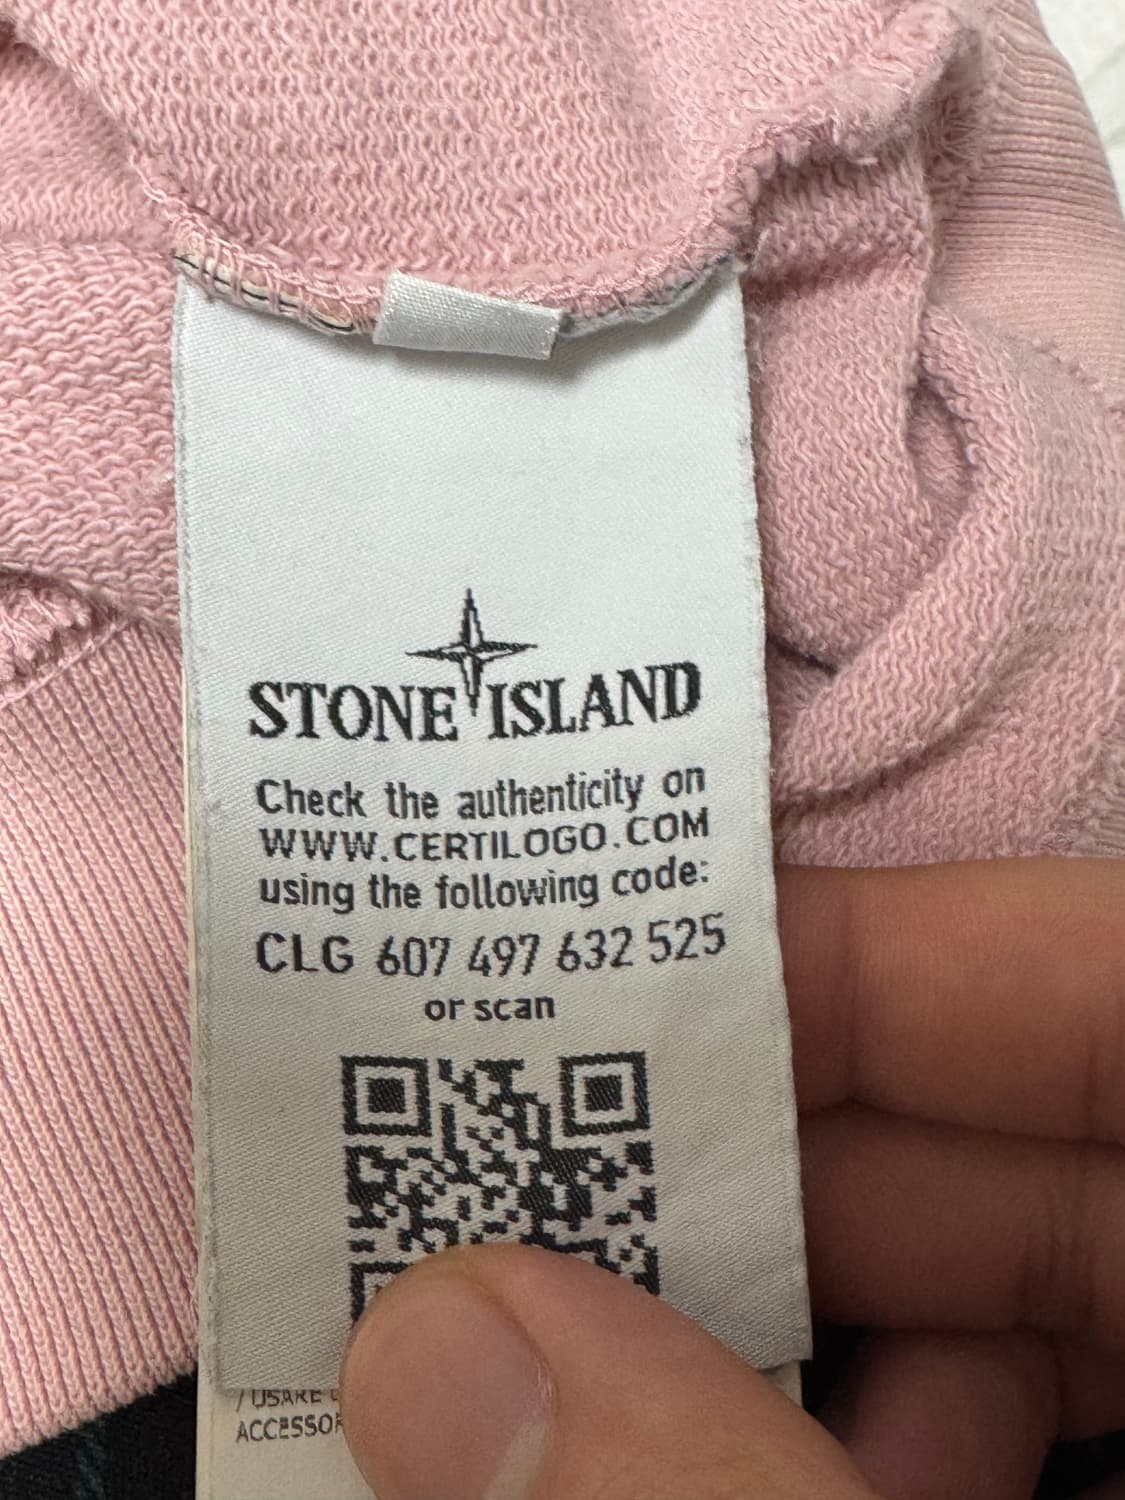 STONE ISLAND
Check the authenticity on
WWW.CERTILOGO.COM
using the following code:
CLG 607 497 632 525
or scan
/ USARE